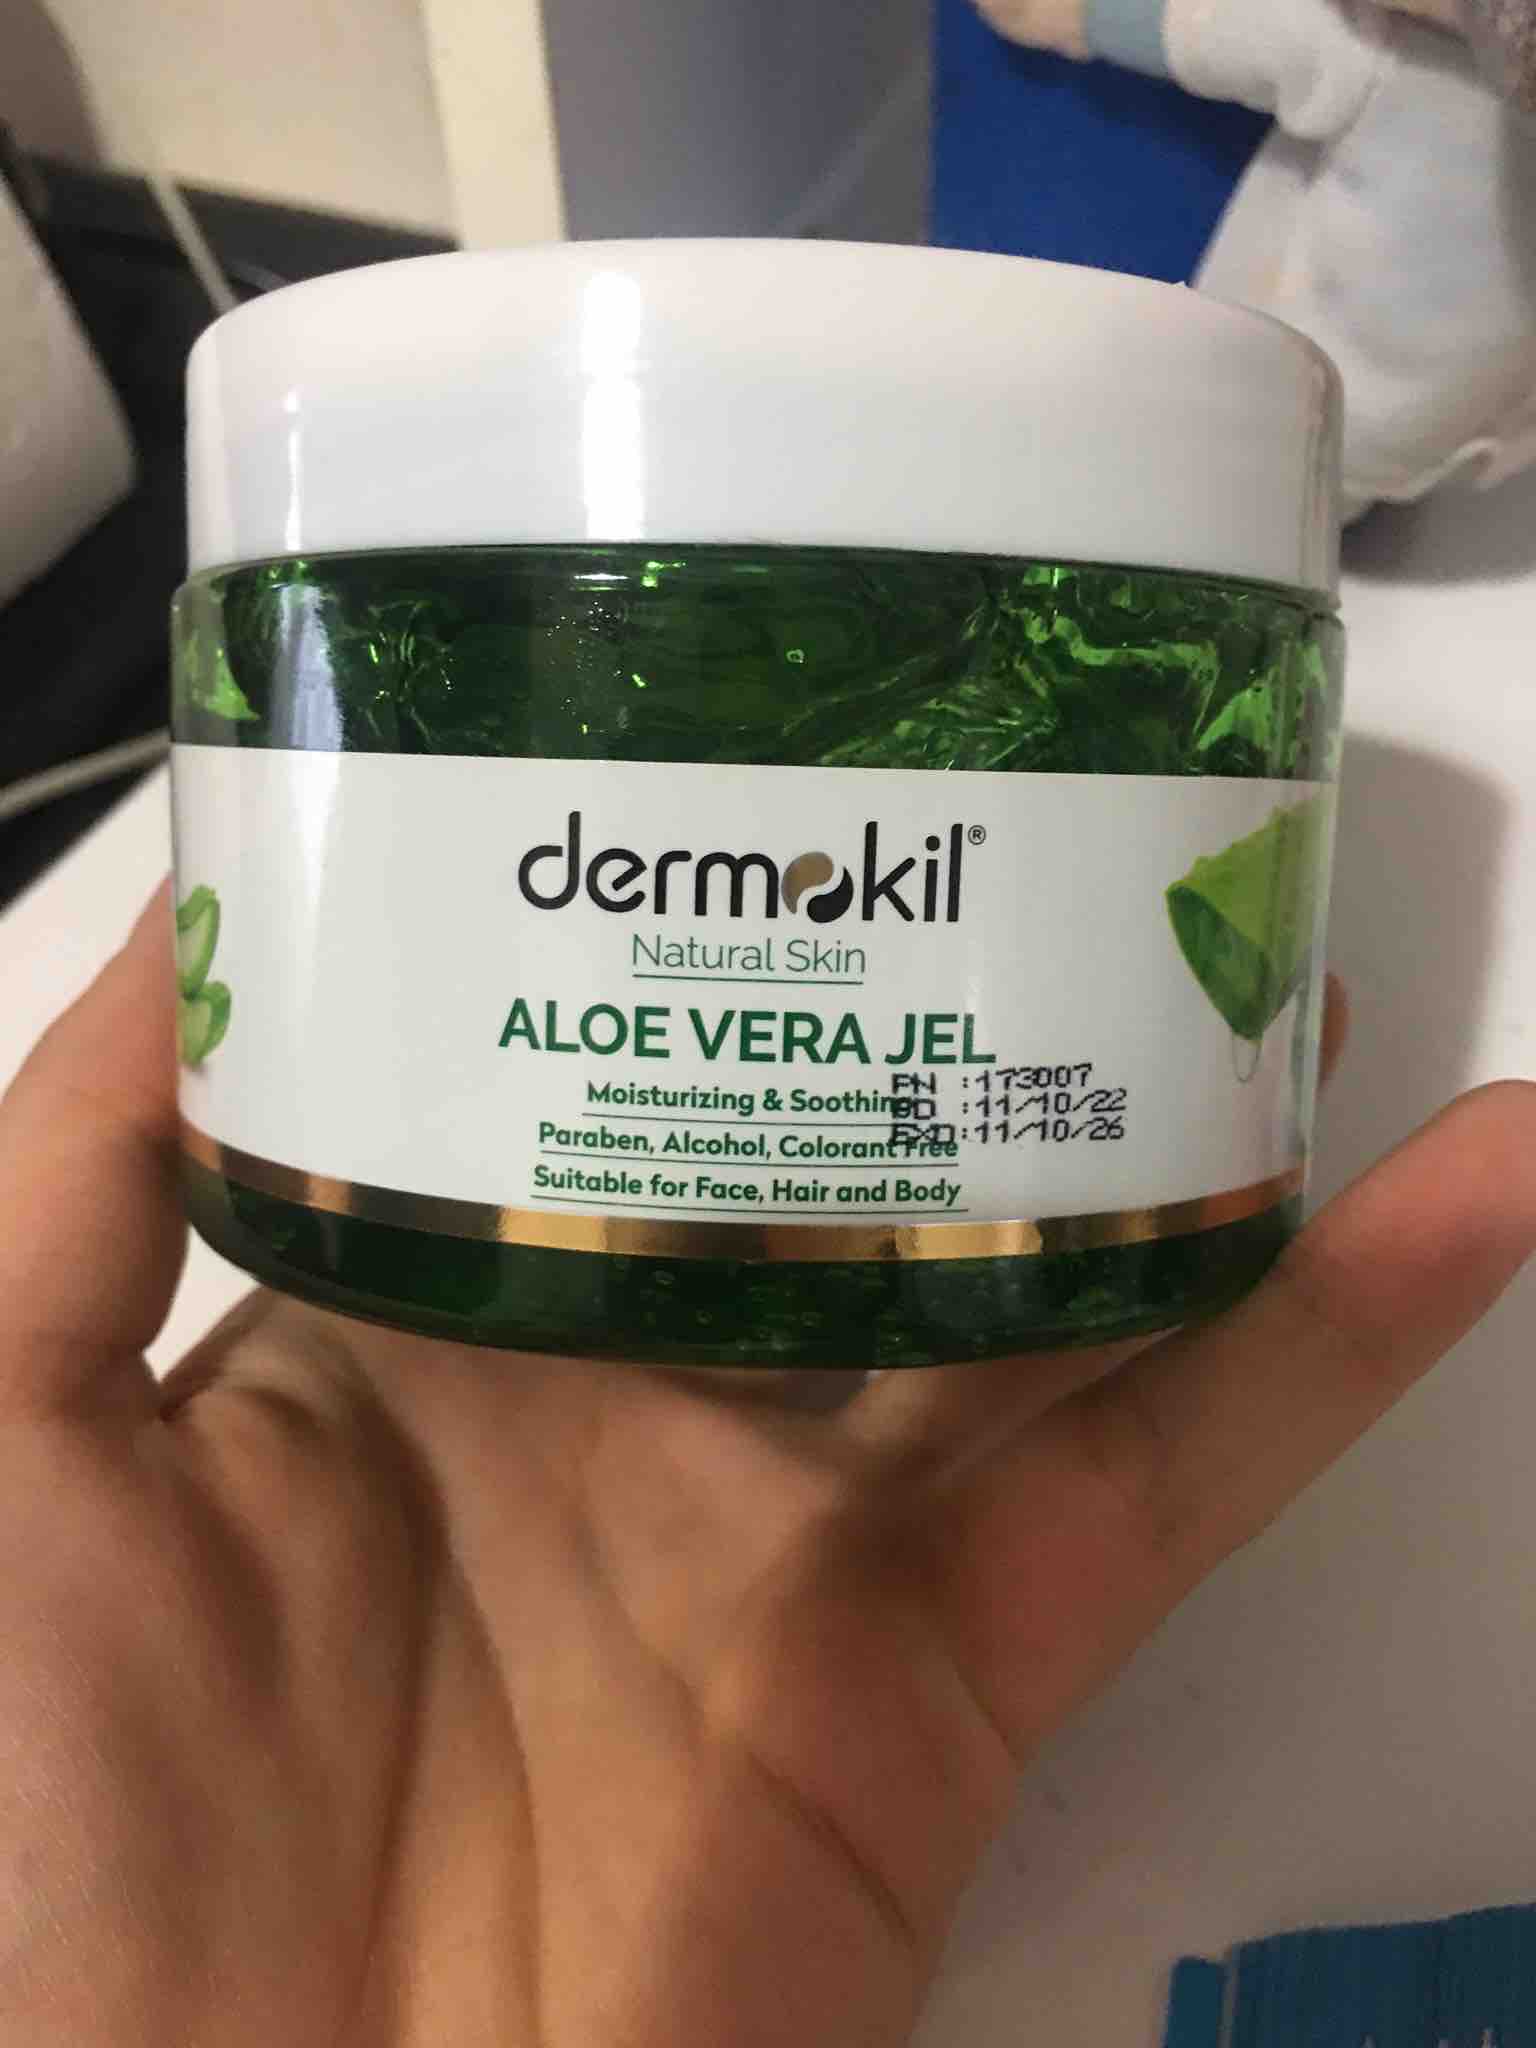 dermokil®
Natural Skin
ALOE VERA JEL
Moisturizing & Soothing
Paraben, Alcohol, Colorant Free
Suitable for Face, Hair and Body
PN :173007
:11/10/22
EXD:11/10/26